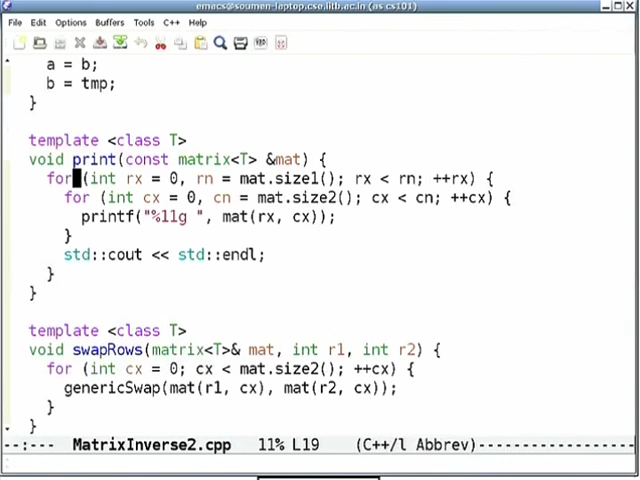 emacs@soumen-laptop.cse.iitb.ac.in (as cs101)
File Edit Options Buffers Tools C++ Help
a = b;
b = tmp;
}
template <class T>
void print(const matrix<T> &mat) {
for (int rx = 0, rn = mat.size1(); rx < rn; ++rx) {
for (int cx = 0, cn = mat.size2(); cx < cn; ++cx) {
printf("%11g ", mat(rx, cx));
}
std::cout << std::endl;
}
}
template <class T>
void swapRows(matrix<T>& mat, int r1, int r2) {
for (int cx = 0; cx < mat.size2(); ++cx) {
genericSwap(mat(r1, cx), mat(r2, cx));
}
}
--:--- MatrixInverse2.cpp 11% L19 (C++/l Abbrev)-----------------